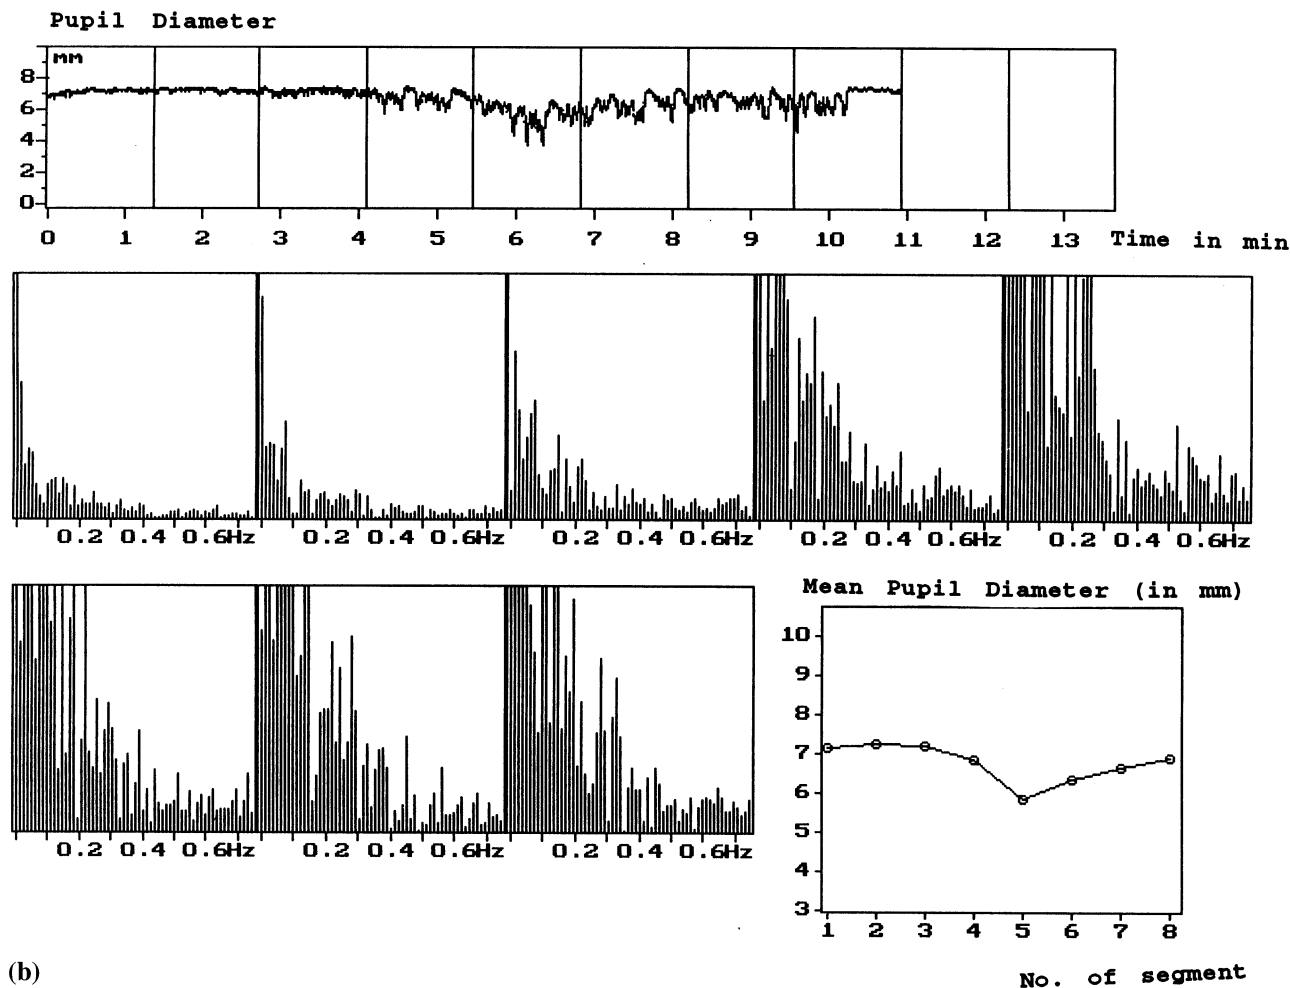 Pupil Diameter
mm
8
6
4
2
0
0 1 2 3 4 5 6 7 8 9 10 11 12 13 Time in min
0.2 0.4 0.6Hz 0.2 0.4 0.6Hz 0.2 0.4 0.6Hz 0.2 0.4 0.6Hz 0.2 0.4 0.6Hz
0.2 0.4 0.6Hz 0.2 0.4 0.6Hz 0.2 0.4 0.6Hz
Mean Pupil Diameter (in mm)
10
9
8
7
6
5
4
3
1 2 3 4 5 6 7 8
No. of segment
(b)